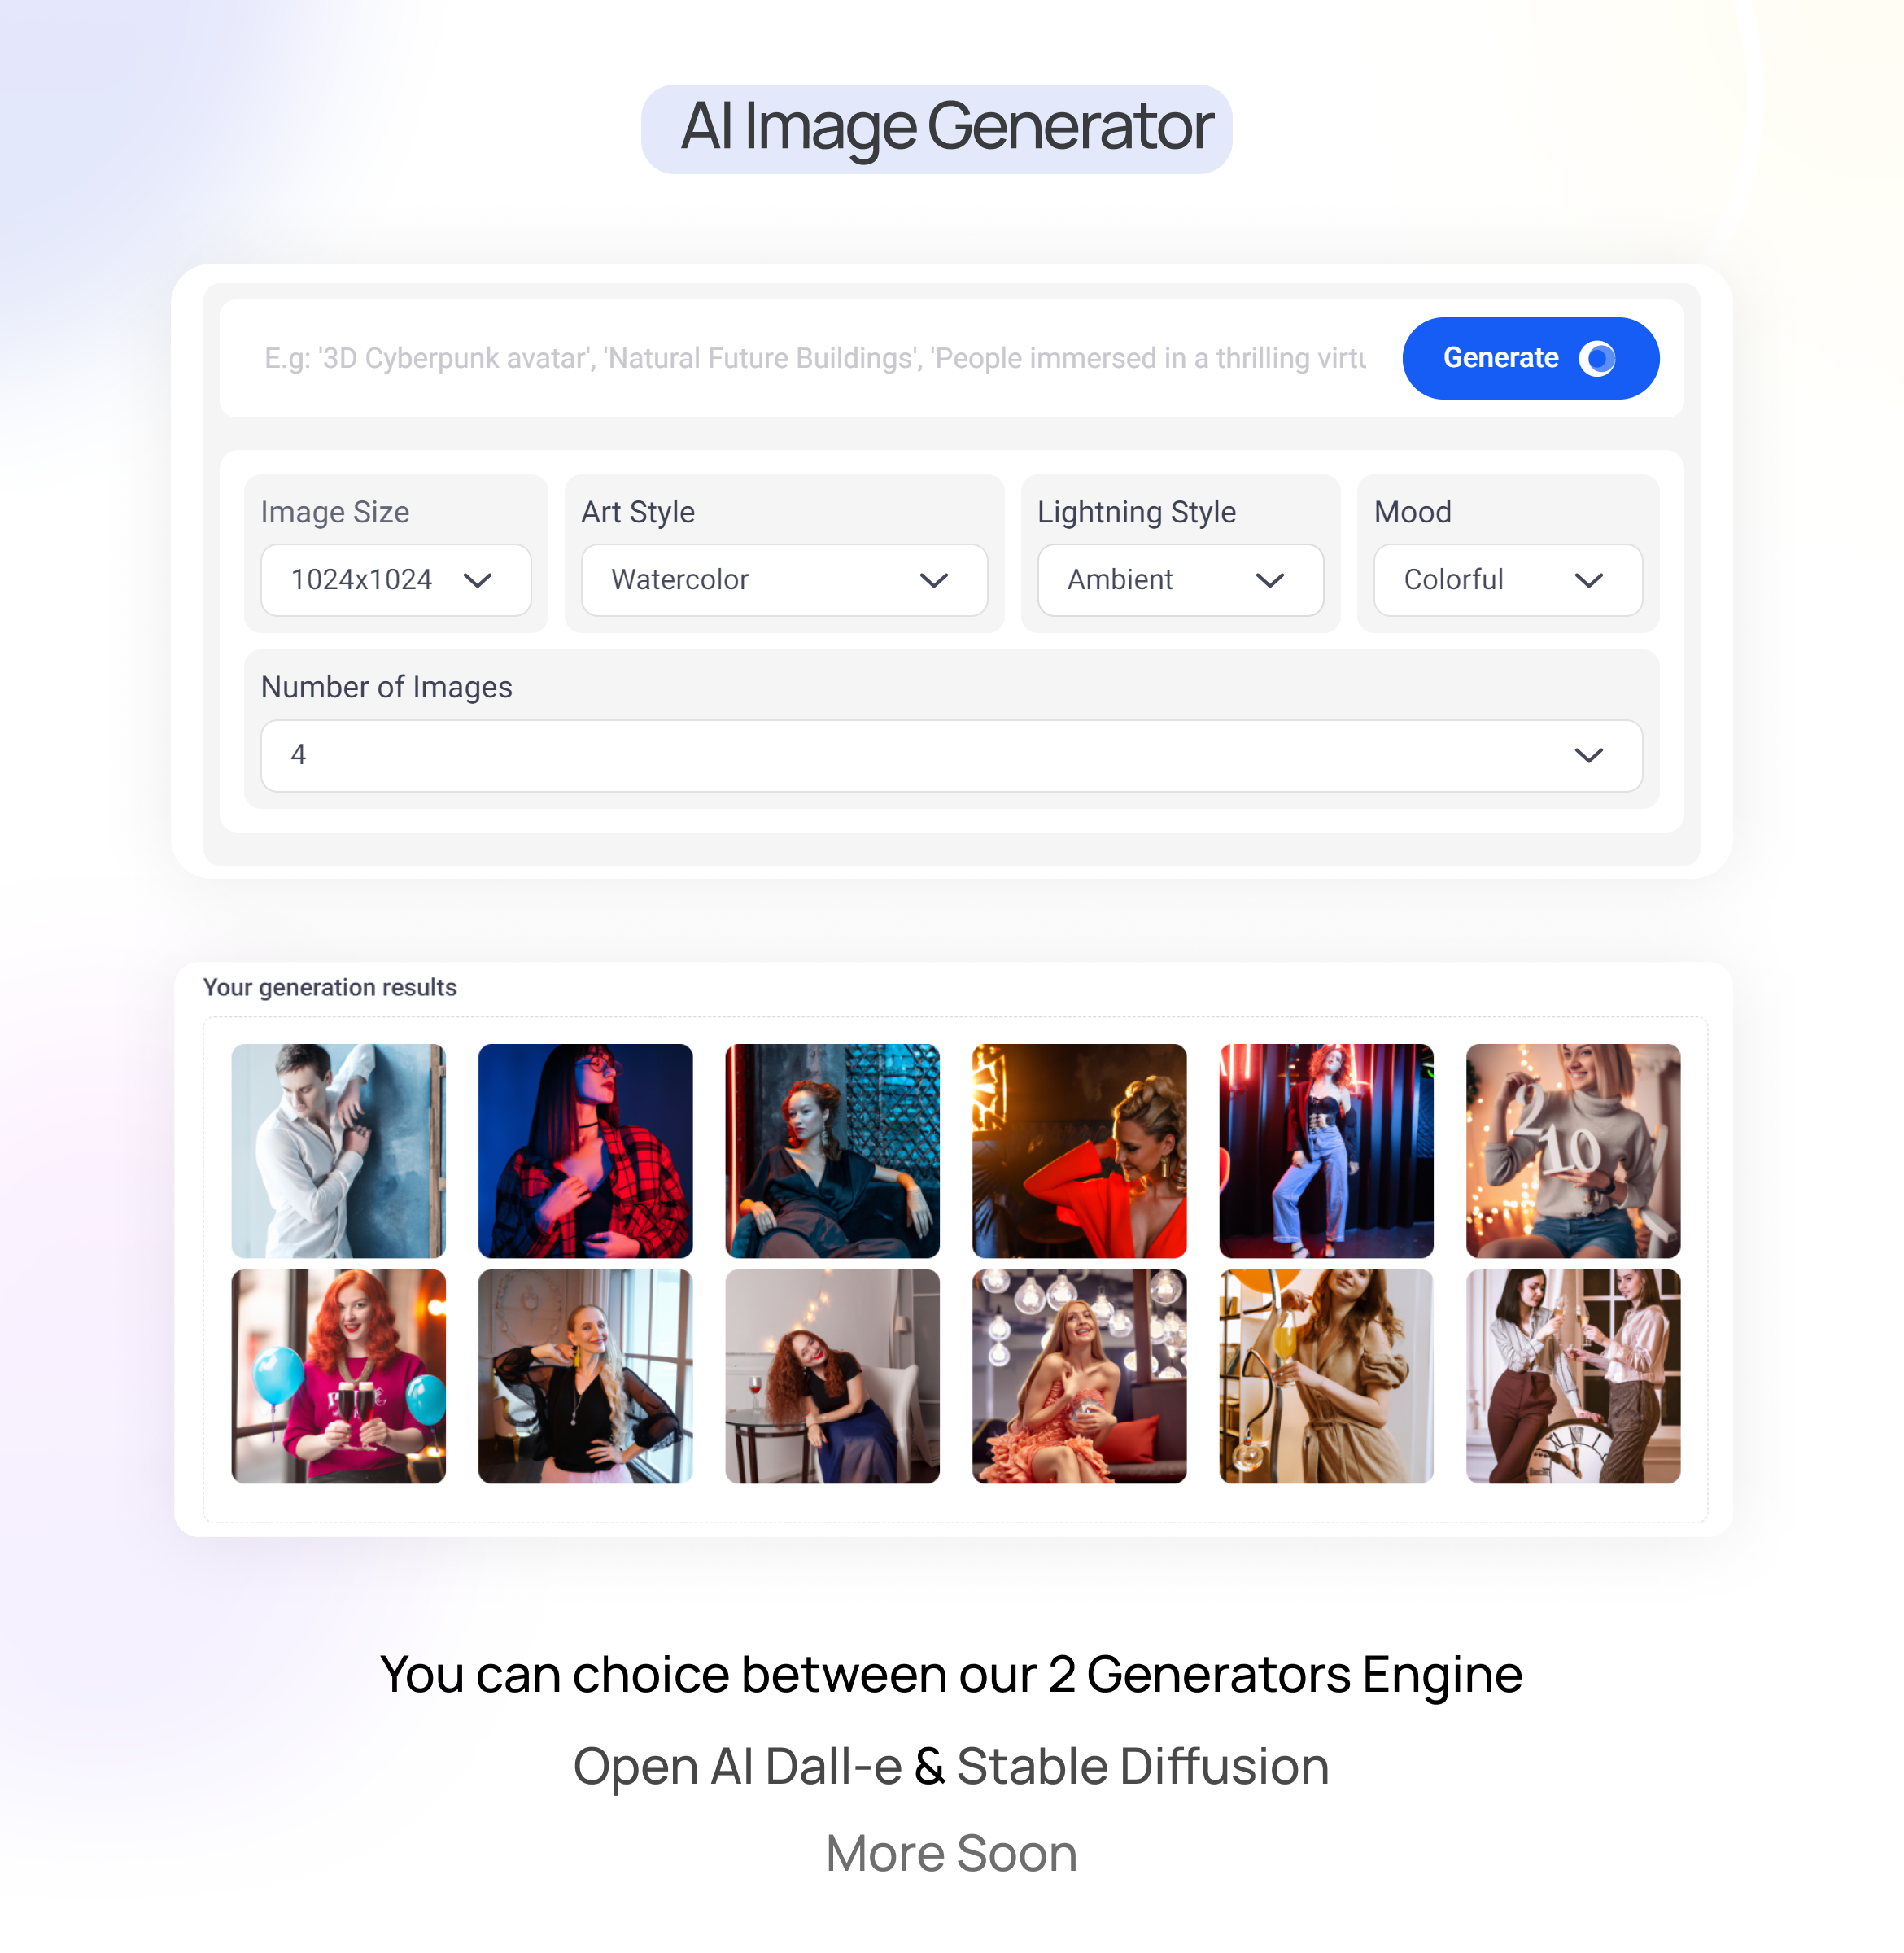 AI Image Generator
E.g: '3D Cyberpunk avatar', 'Natural Future Buildings', 'People immersed in a thrilling virtu
Generate
Image Size
Art Style
Lightning Style
Mood
1024x1024
Watercolor
Ambient
Colorful
Number of Images
4
Your generation results
2
10
You can choice between our 2 Generators Engine
Open AI Dall-e & Stable Diffusion
More Soon